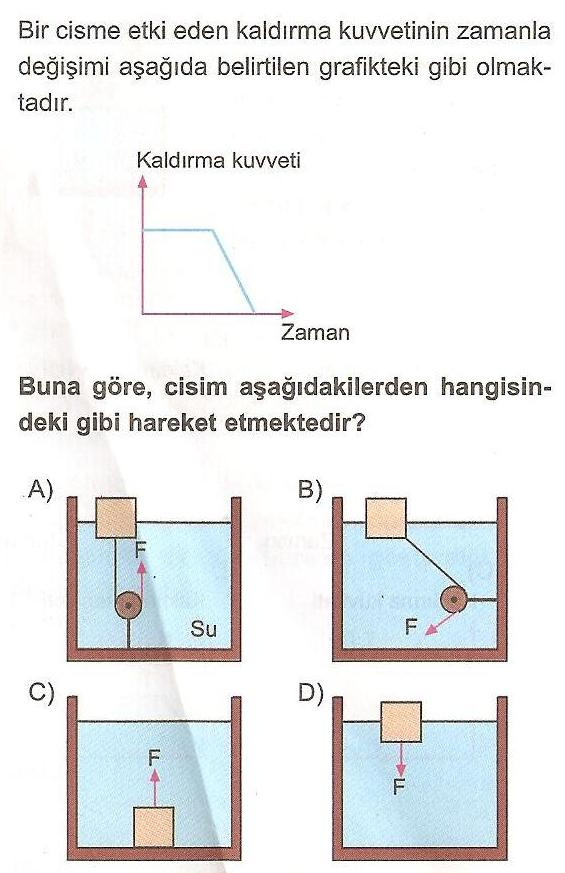 Bir cisme etki eden kaldırma kuvvetinin zamanla
değişimi aşağıda belirtilen grafikteki gibi olmak-
tadır.
Kaldırma kuvveti
Zaman
Buna göre, cisim aşağıdakilerden hangisin-
deki gibi hareket etmektedir?
A)
F
Su
B)
F
C)
F
D)
F